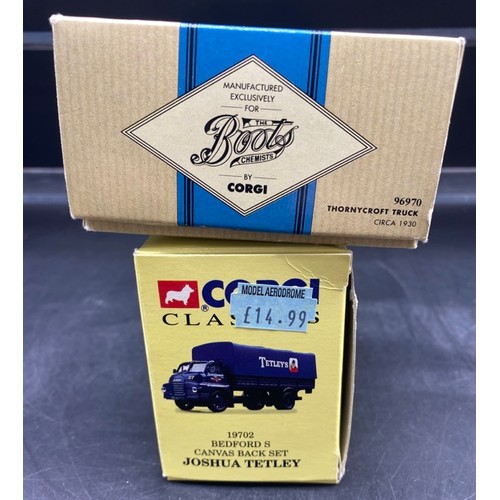 MANUFACTURED
EXCLUSIVELY
FOR
THE
Boots
CHEMISTS
BY
CORGI
96970
THORNYCROFT TRUCK
CIRCA 1930
CORGI
MODEL AERODROME
£14.99
TETLEY'S
19702
BEDFORD S
CANVAS BACK SET
JOSHUA TETLEY